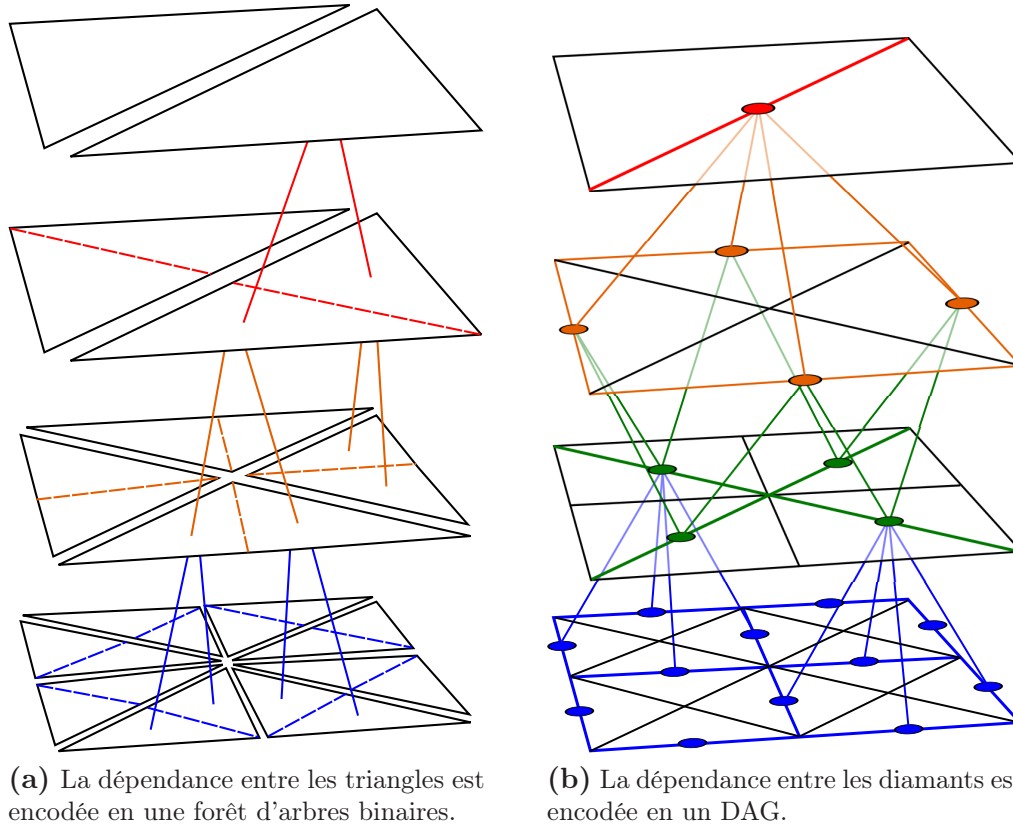 (a) La dépendance entre les triangles est
encodée en une forêt d'arbres binaires.
(b) La dépendance entre les diamants es
encodée en un DAG.